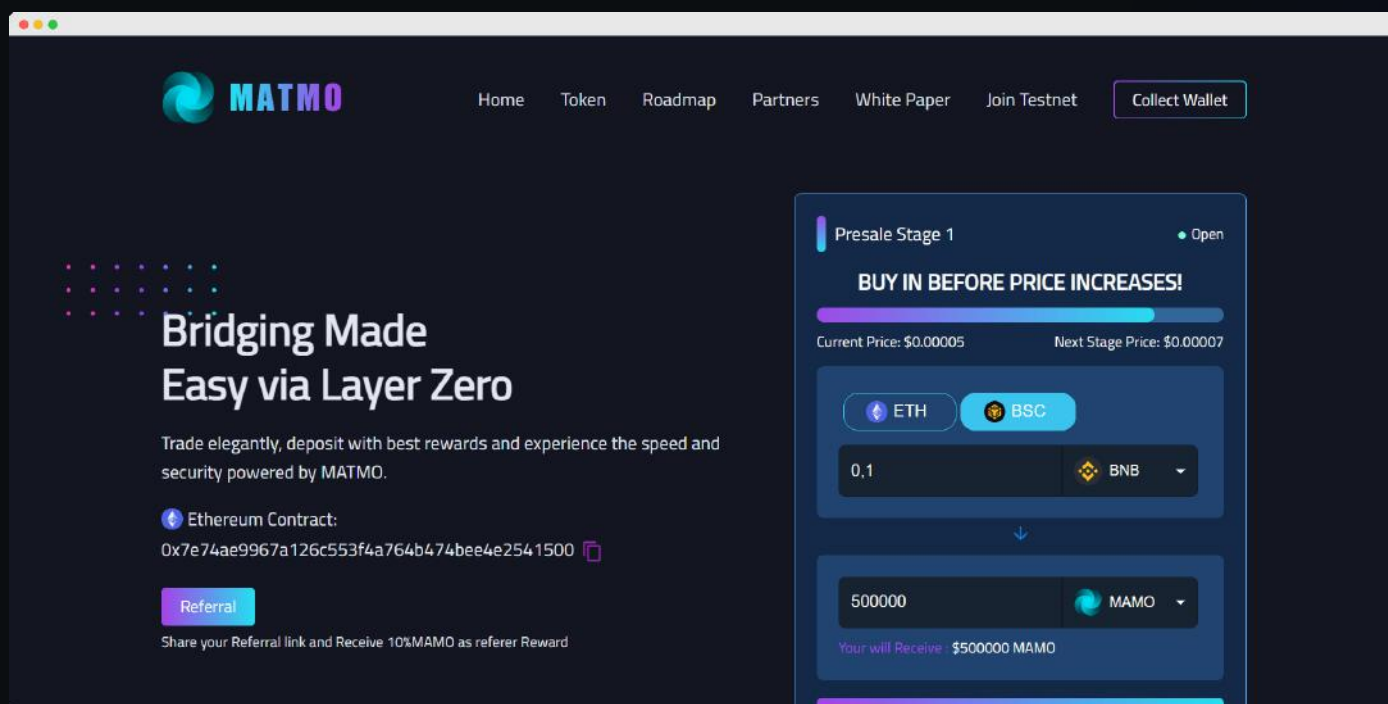 MATMO
Home Token Roadmap Partners White Paper Join Testnet Collect Wallet
Bridging Made
Easy via Layer Zero
Trade elegantly, deposit with best rewards and experience the speed and
security powered by MATMO.
Ethereum Contract:
0x7e74ae9967a126c553f4a764b474bee4e2541500
Referral
Share your Referral link and Receive 10%MAMO as referer Reward
Presale Stage 1 Open
BUY IN BEFORE PRICE INCREASES!
Current Price: $0.00005 Next Stage Price: $0.00007
ETH BSC
0,1 BNB
500000 MAMO
Your will Receive : $500000 MAMO